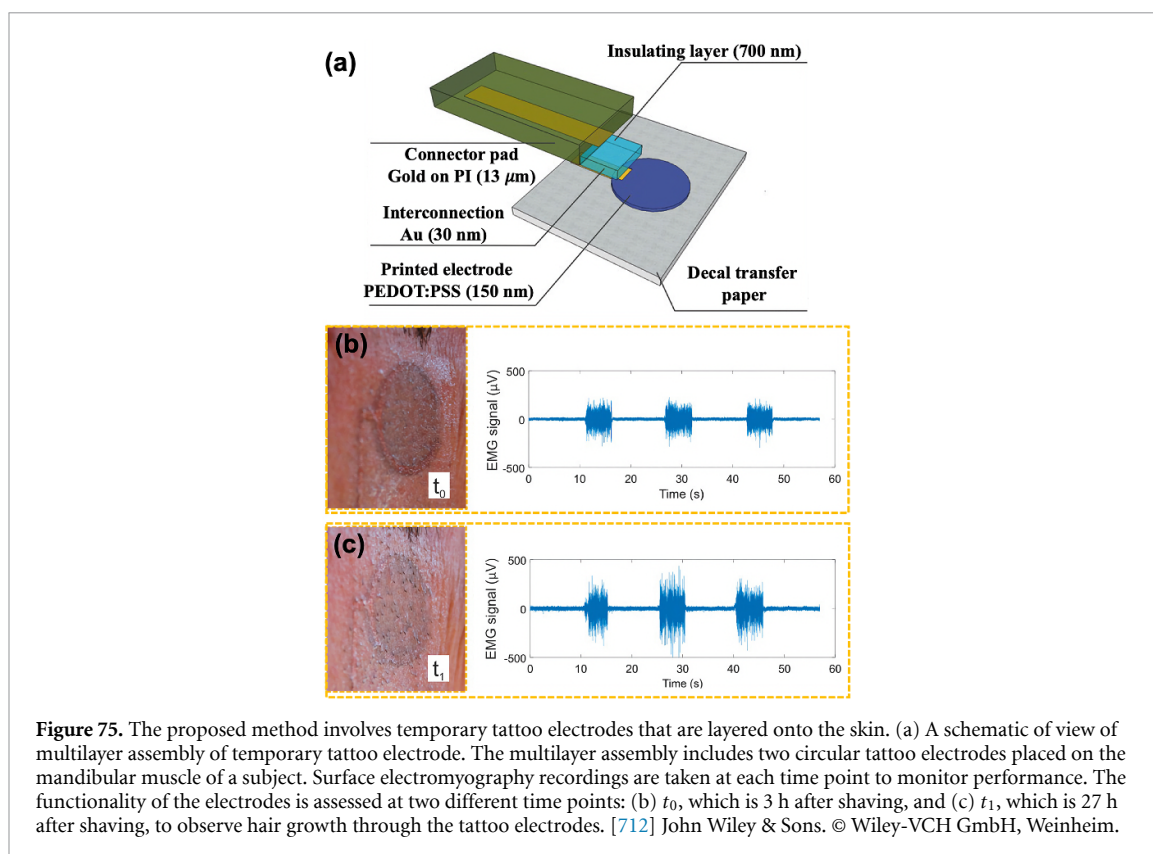 (a)
Insulating layer (700 nm)
Connector pad
Gold on PI (13 μm)
Interconnection
Au (30 nm)
Printed electrode
PEDOT:PSS (150 nm)
Decal transfer
paper
(b)
t0
500
0
-500
EMG signal (μV)
0 10 20 30 40 50 60
Time (s)
(c)
t1
500
0
-500
EMG signal (μV)
0 10 20 30 40 50 60
Time (s)
Figure 75. The proposed method involves temporary tattoo electrodes that are layered onto the skin. (a) A schematic of view of
multilayer assembly of temporary tattoo electrode. The multilayer assembly includes two circular tattoo electrodes placed on the
mandibular muscle of a subject. Surface electromyography recordings are taken at each time point to monitor performance. The
functionality of the electrodes is assessed at two different time points: (b) t0, which is 3 h after shaving, and (c) t1, which is 27 h
after shaving, to observe hair growth through the tattoo electrodes. [712] John Wiley & Sons. © Wiley-VCH GmbH, Weinheim.